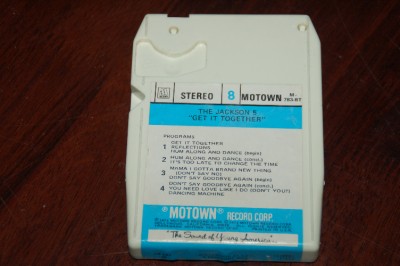 STEREO 8 MOTOWN M-
783-BT
THE JACKSON 5
"GET IT TOGETHER"
PROGRAMS
1 GET IT TOGETHER
REFLECTIONS
HUM ALONG AND DANCE (begn)
2 HUM ALONG AND DANCE (concl.)
IT'S TOO LATE TO CHANGE THE TIME
3 MAMA I GOTTA BRAND NEW THING
(DON'T SAY NO)
DON'T SAY GOODBYE AGAIN (begn)
4 DON'T SAY GOODBYE AGAIN (concl.)
YOU NEED LOVE LIKE I DO (DON'T YOU?)
DANCING MACHINE
MOTOWN RECORD CORP.
"The Sound of Young America"